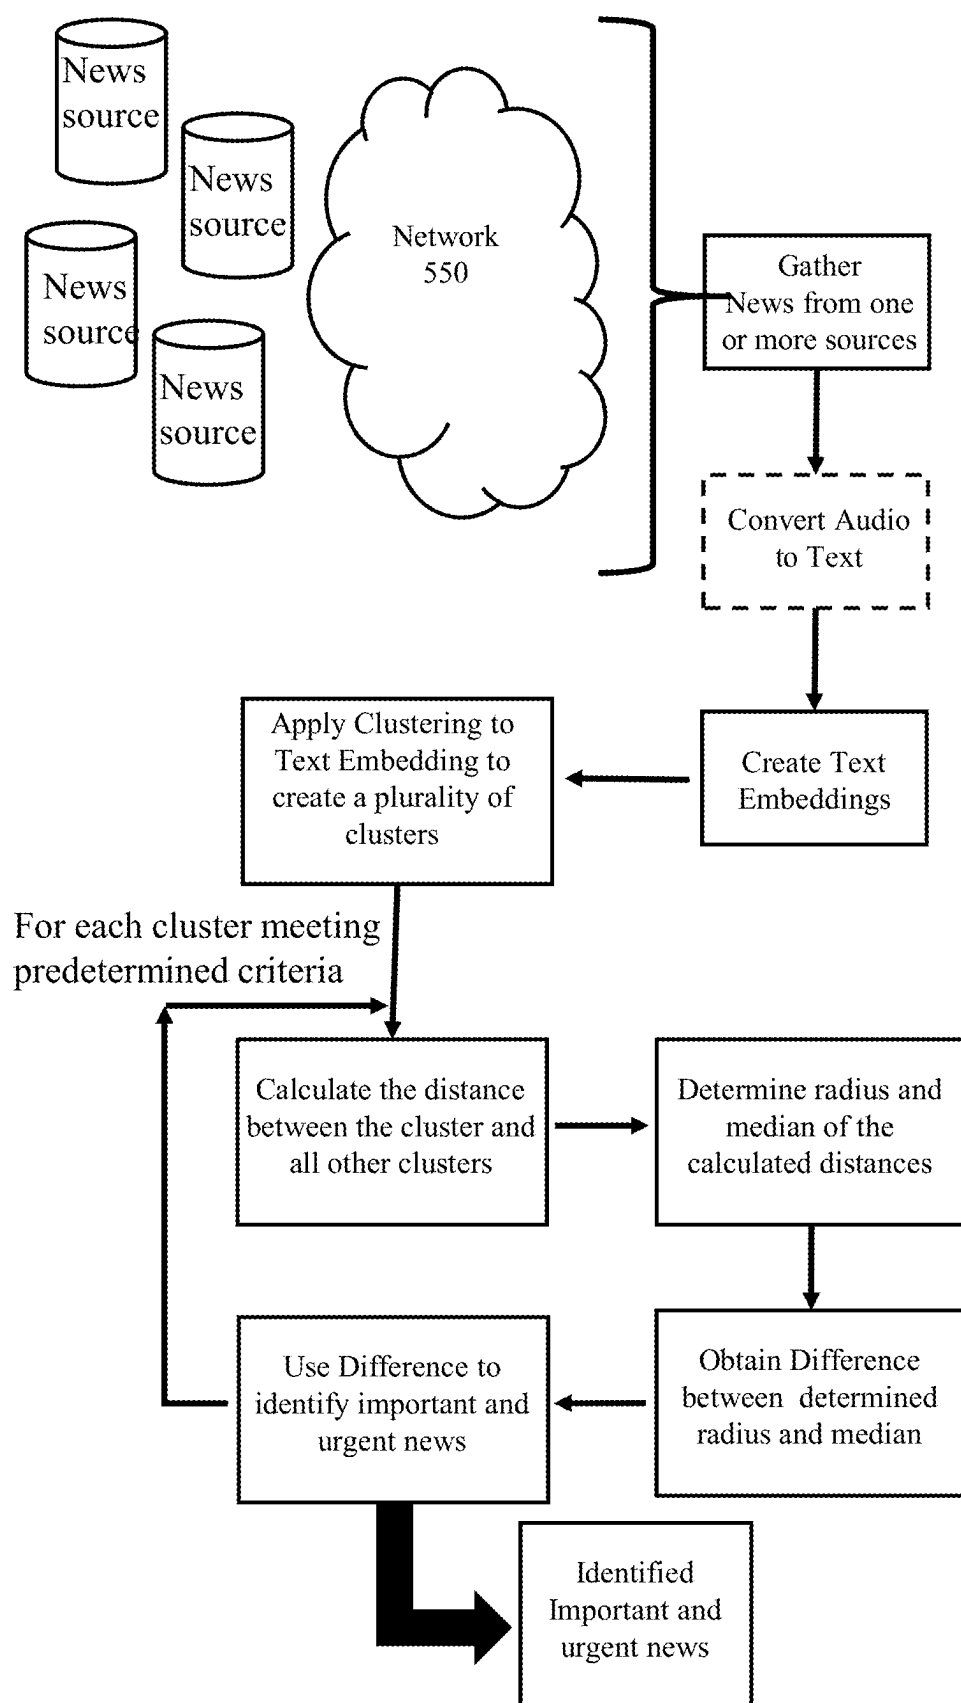 News
source
News
source
News
source
News
source
Network
550
Gather
News from one
or more sources
Convert Audio
to Text
Create Text
Embeddings
Apply Clustering to
Text Embedding to
create a plurality of
clusters
For each cluster meeting
predetermined criteria
Calculate the distance
between the cluster and
all other clusters
Determine radius and
median of the
calculated distances
Obtain Difference
between determined
radius and median
Use Difference to
identify important and
urgent news
Identified
Important and
urgent news